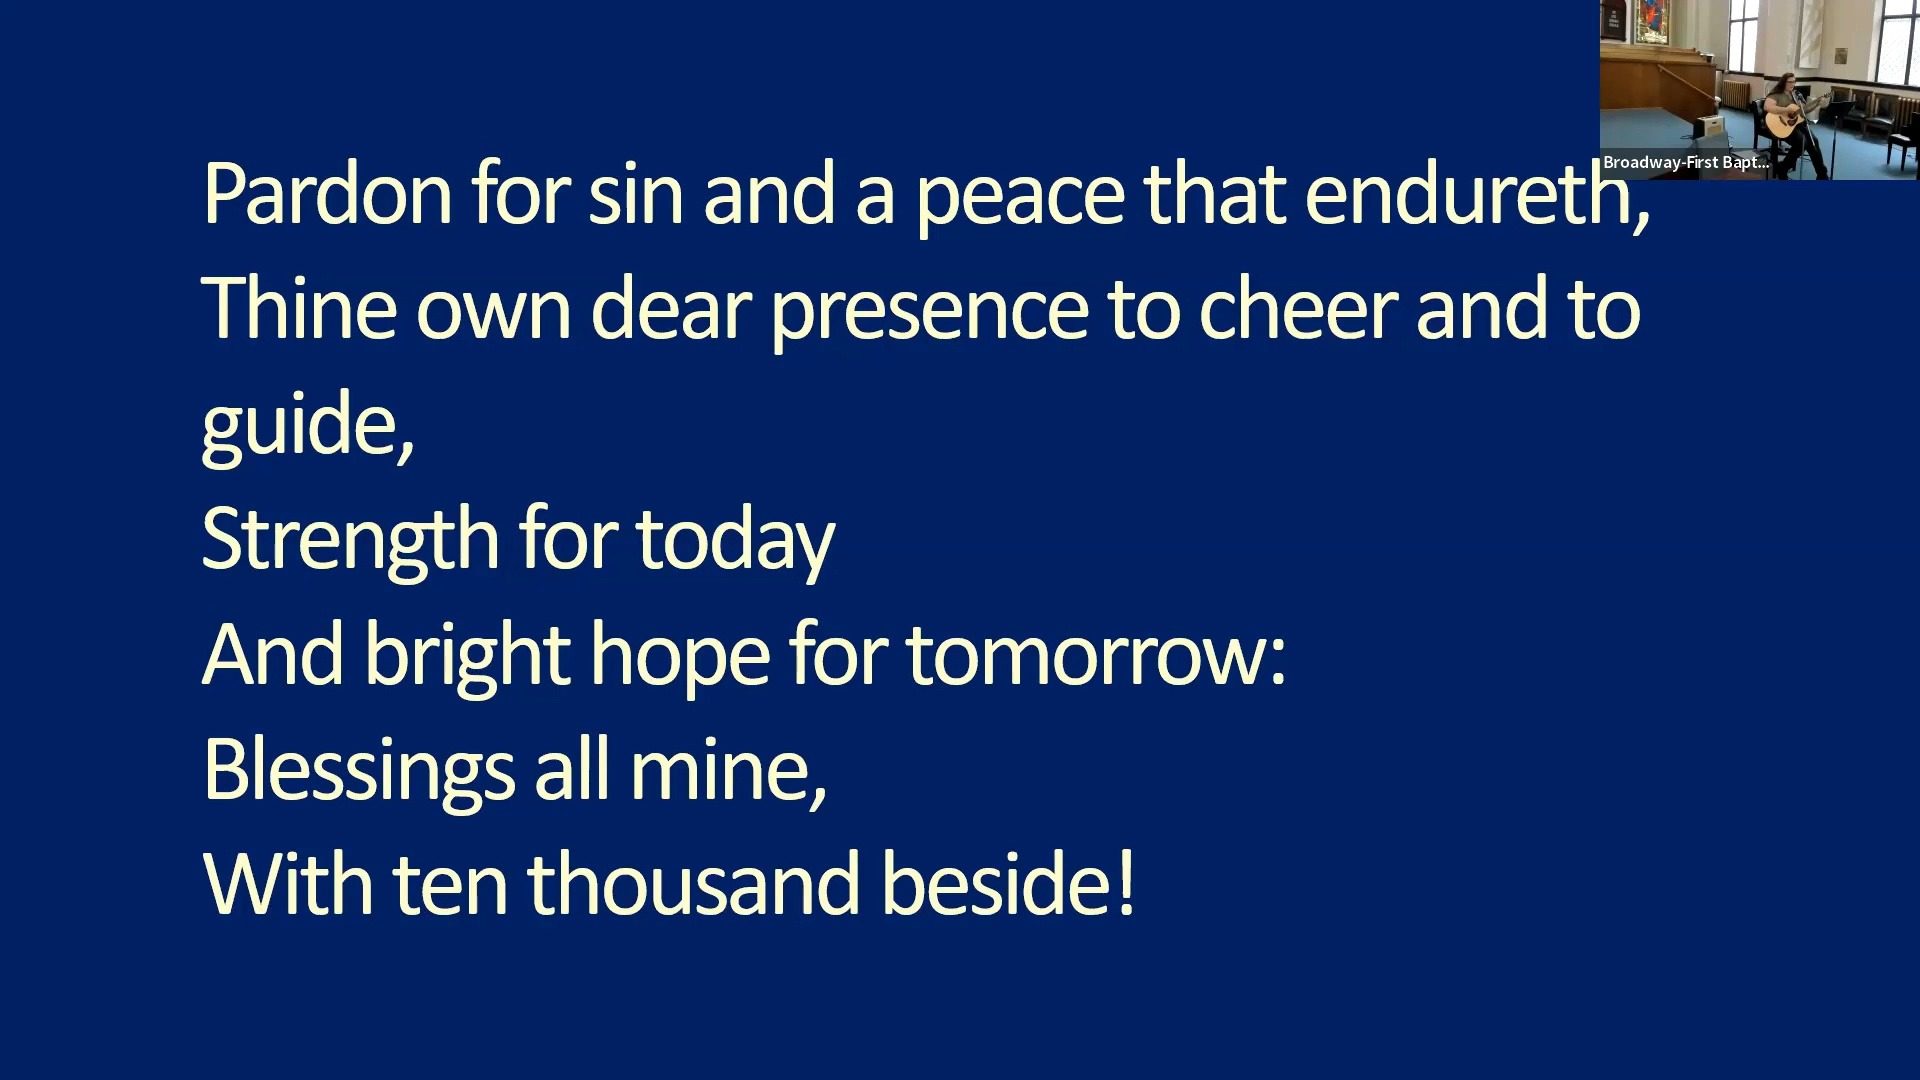 Pardon for sin and a peace that endureth,
Thine own dear presence to cheer and to
guide,
Strength for today
And bright hope for tomorrow:
Blessings all mine,
With ten thousand beside!
Broadway-First Bapt...